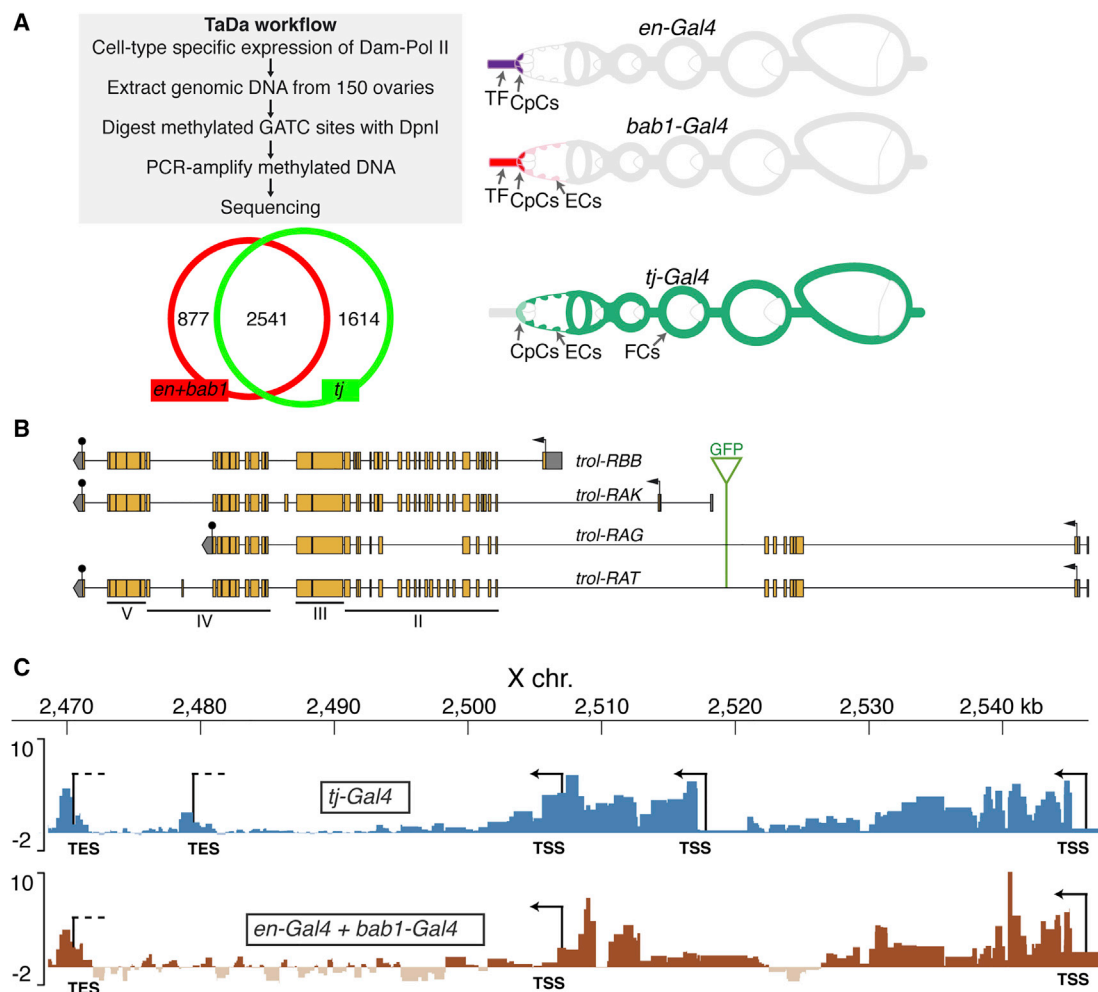 A
TaDa workflow
Cell-type specific expression of Dam-Pol II
Extract genomic DNA from 150 ovaries
Digest methylated GATC sites with DpnI
PCR-amplify methylated DNA
Sequencing
877
2541
1614
en+bab1
tj
en-Gal4
TF
CpCs
bab1-Gal4
TF
CpCs
ECs
tj-Gal4
CpCs
ECs
FCs
B
trol-RBB
GFP
trol-RAK
trol-RAG
trol-RAT
V
IV
III
II
C
X chr.
2,470 2,480 2,490 2,500 2,510 2,520 2,530 2,540 kb
10
tj-Gal4
-2
TES
TES
TSS
TSS
TSS
10
en-Gal4 + bab1-Gal4
-2
TES
TSS
TSS